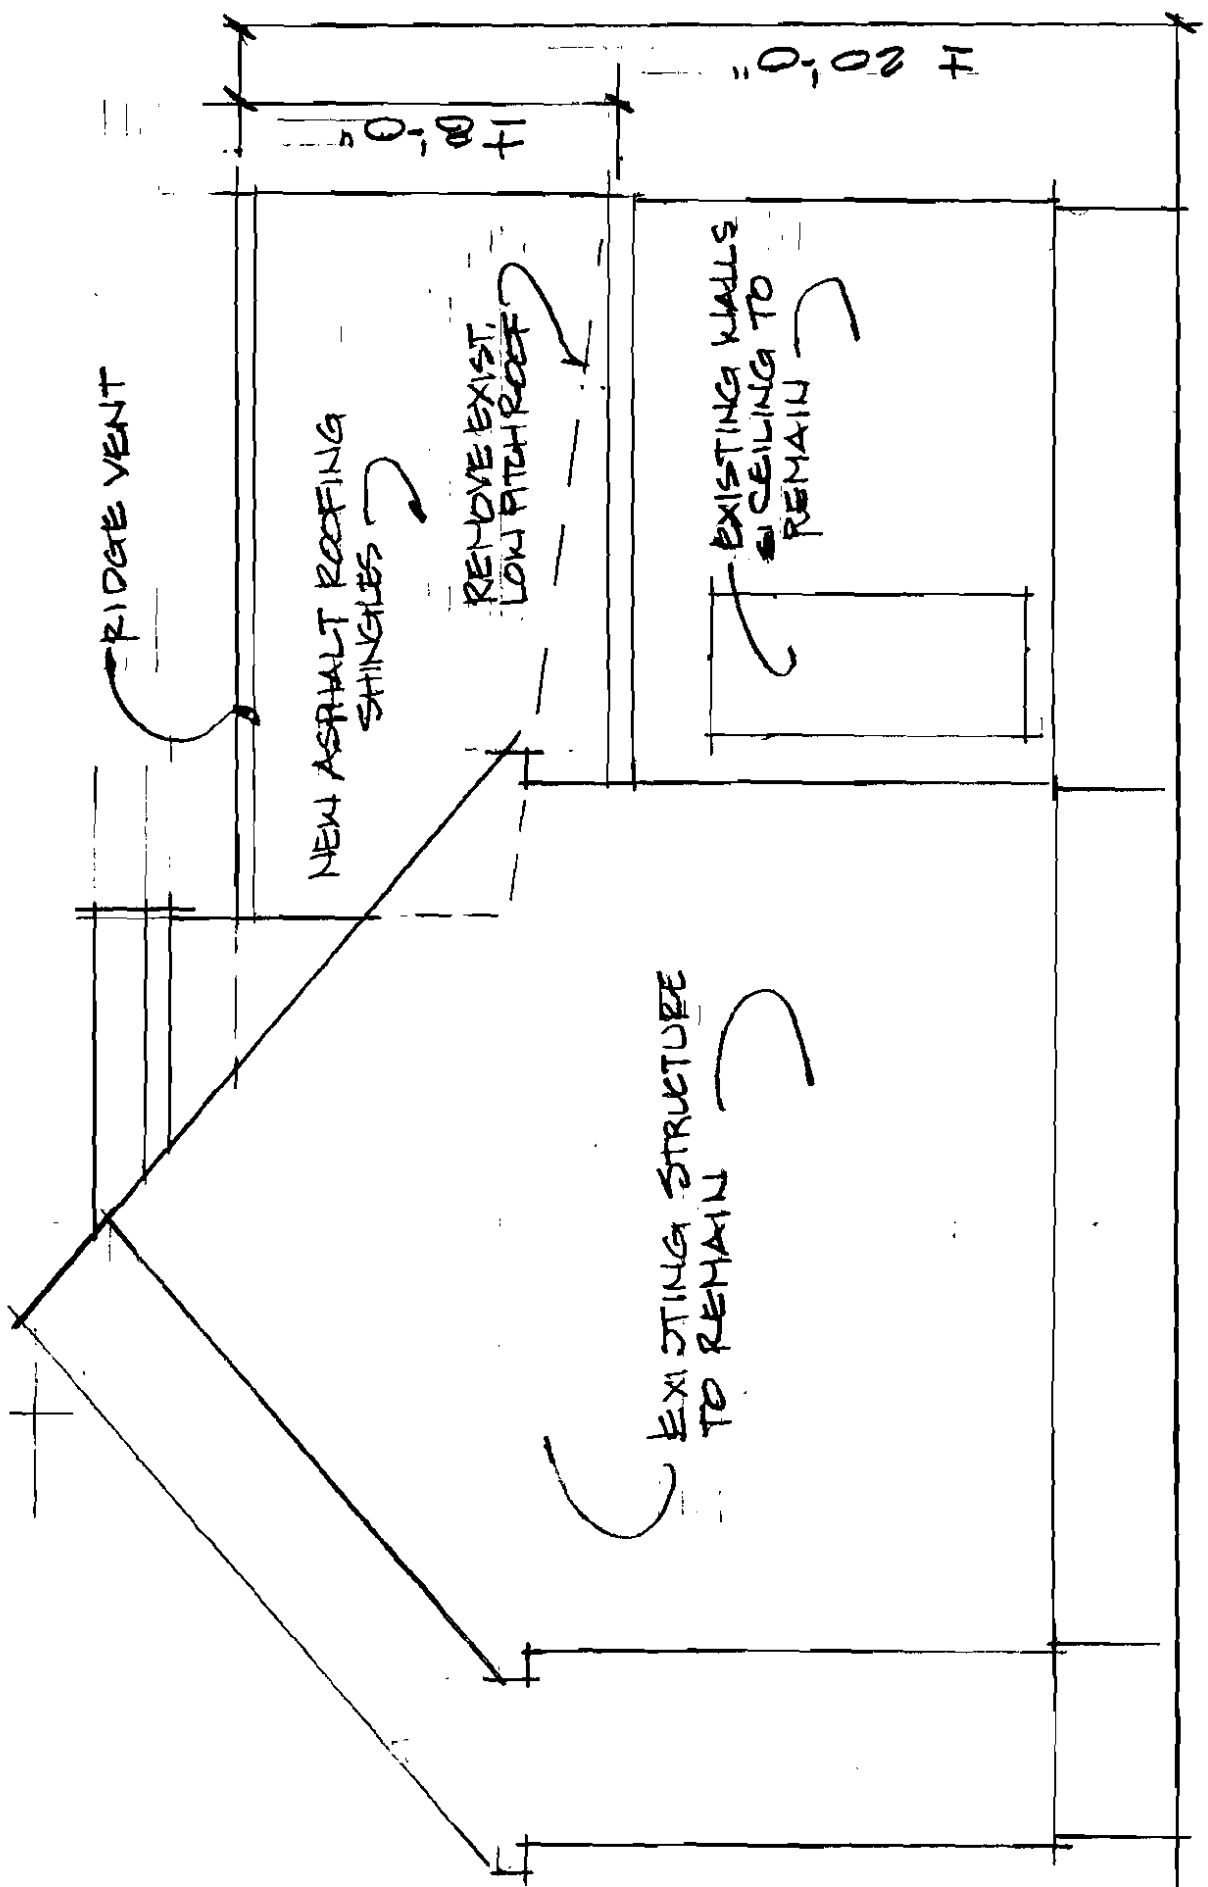 RIDGE VENT
NEW ASPHALT ROOFING
SHINGLES
REMOVE EXIST.
LOW PITCH ROOF
EXISTING WALLS
& CEILING TO
REMAIN
EXISTING STRUCTURE
TO REMAIN
± 8'-0"
± 20'-0"